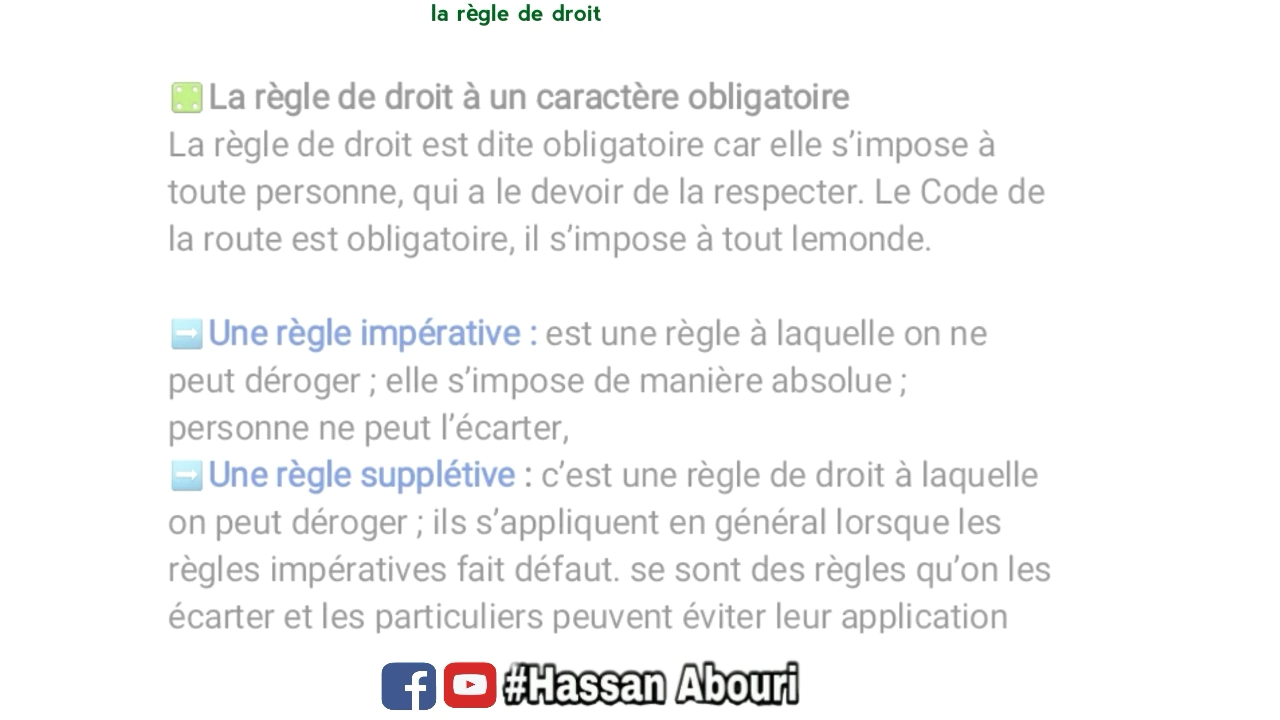 la règle de droit
La règle de droit à un caractère obligatoire
La règle de droit est dite obligatoire car elle s’impose à
toute personne, qui a le devoir de la respecter. Le Code de
la route est obligatoire, il s’impose à tout lemonde.
Une règle impérative : est une règle à laquelle on ne
peut déroger ; elle s’impose de manière absolue ;
personne ne peut l’écarter,
Une règle supplétive : c’est une règle de droit à laquelle
on peut déroger ; ils s’appliquent en général lorsque les
règles impératives fait défaut. se sont des règles qu’on les
écarter et les particuliers peuvent éviter leur application
#Hassan Abouri